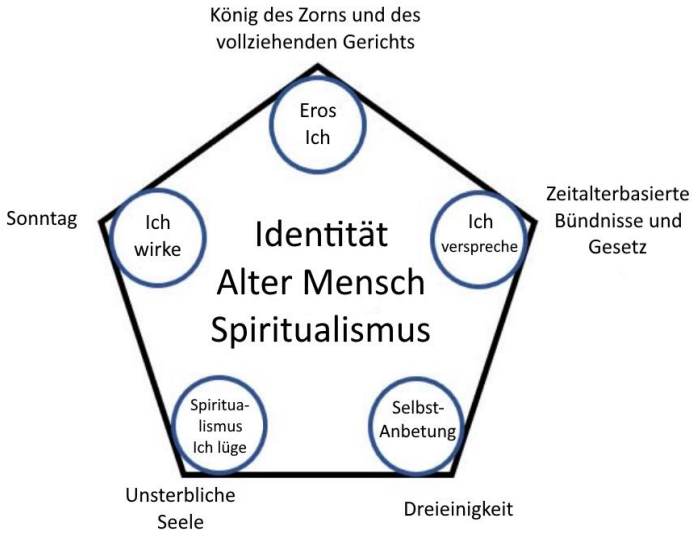 König des Zorns und des
vollziehenden Gerichts
Eros
Ich
Sonntag
Ich
wirke
Ich
verspreche
Zeitalterbasierte
Bündnisse und
Gesetz
Identität
Alter Mensch
Spiritualismus
Spiritua-
lismus
Ich lüge
Selbst-
Anbetung
Unsterbliche
Seele
Dreieinigkeit